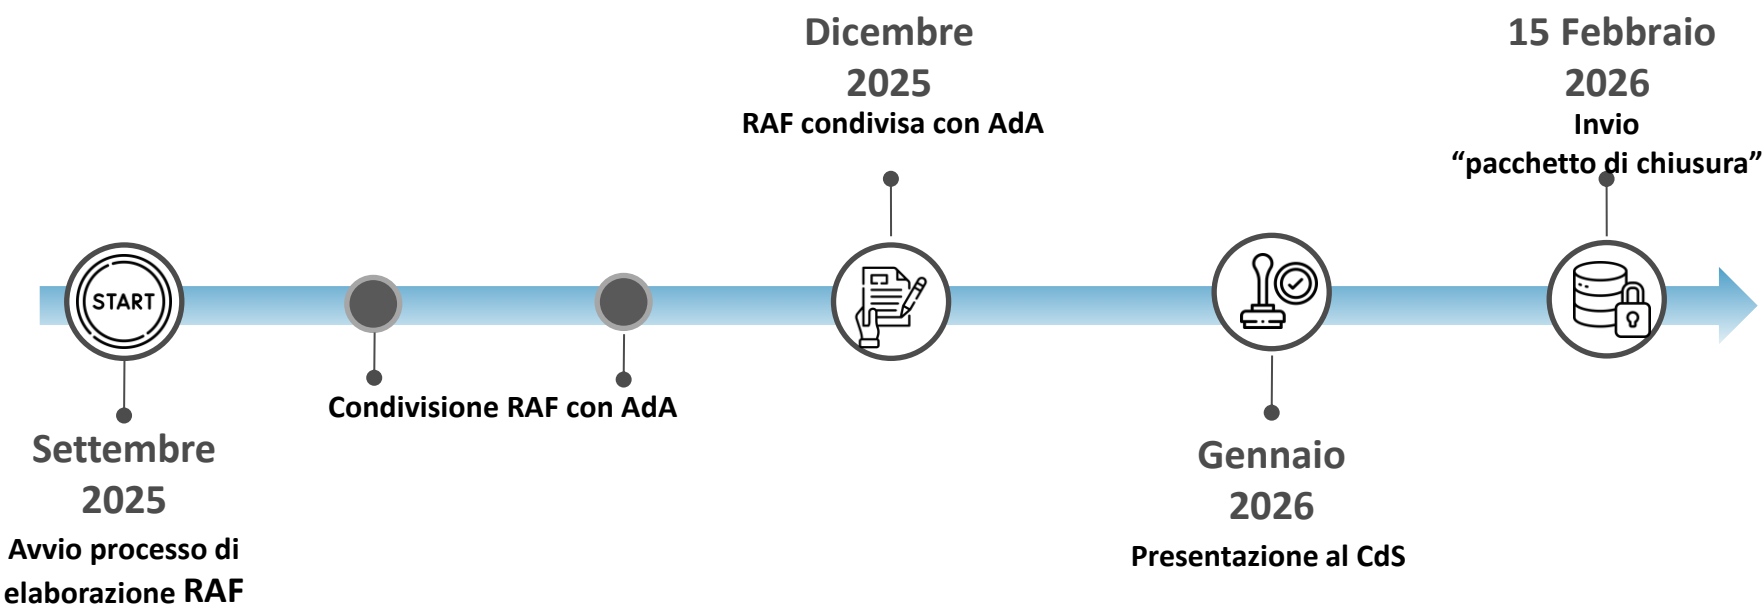 Dicembre
2025
RAF condivisa con AdA
15 Febbraio
2026
Invio
“pacchetto di chiusura”
START
Condivisione RAF con AdA
Settembre
2025
Avvio processo di
elaborazione RAF
Gennaio
2026
Presentazione al CdS